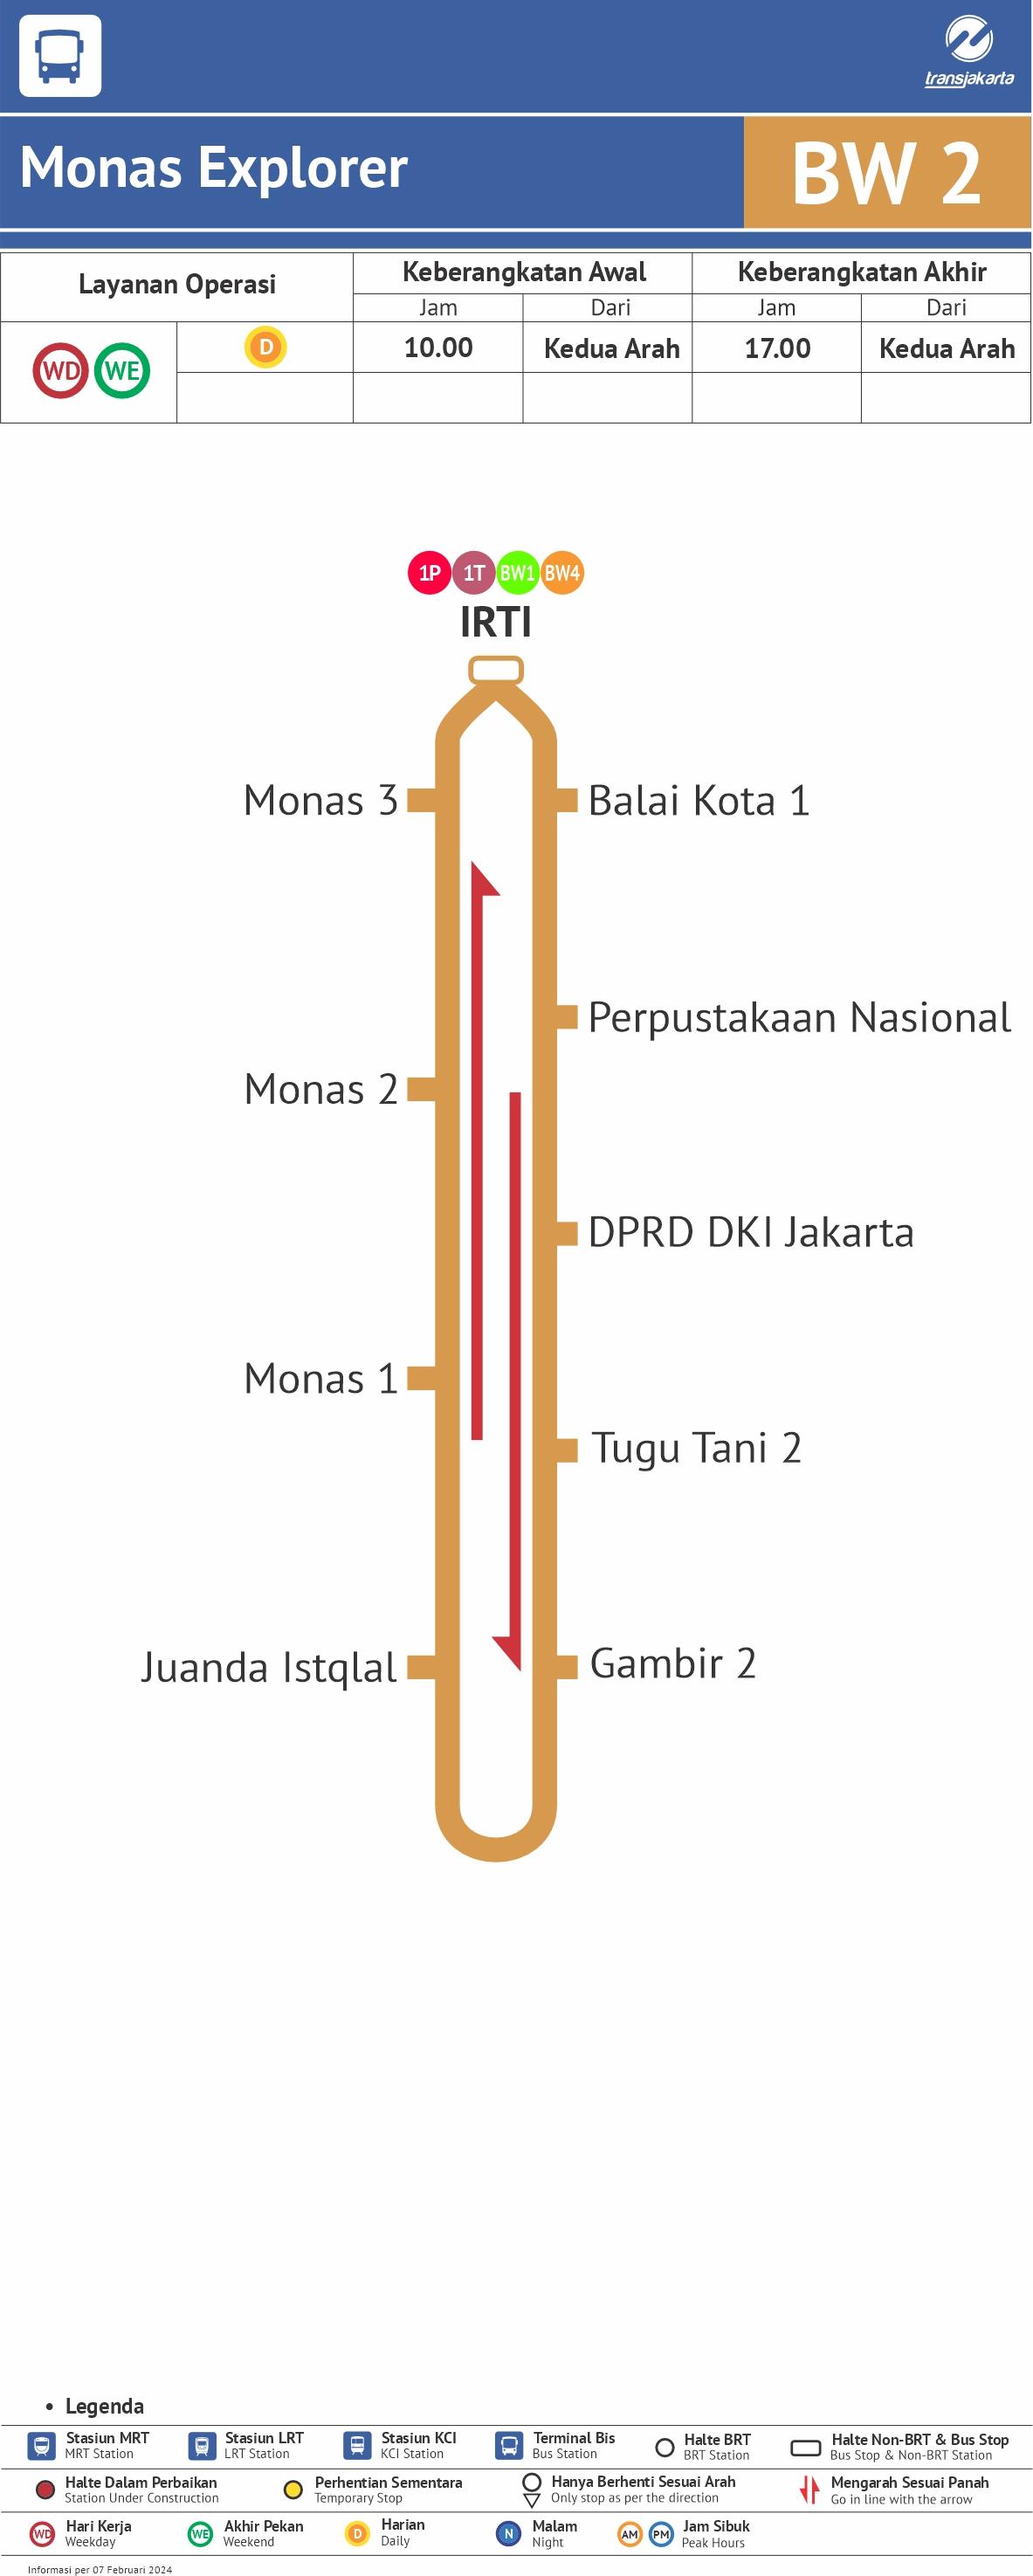 transjakarta
Monas Explorer
BW 2
Layanan Operasi
Keberangkatan Awal
Keberangkatan Akhir
Jam
Dari
Jam
Dari
WD WE
D
10.00
Kedua Arah
17.00
Kedua Arah
1P 1T BW1 BW4
IRTI
Monas 3
Balai Kota 1
Perpustakaan Nasional
Monas 2
DPRD DKI Jakarta
Monas 1
Tugu Tani 2
Juanda Istqlal
Gambir 2
• Legenda
Stasiun MRT
MRT Station
Stasiun LRT
LRT Station
Stasiun KCI
KCI Station
Terminal Bis
Bus Station
Halte BRT
BRT Station
Halte Non-BRT & Bus Stop
Bus Stop & Non-BRT Station
Halte Dalam Perbaikan
Station Under Construction
Perhentian Sementara
Temporary Stop
Hanya Berhenti Sesuai Arah
Only stop as per the direction
Mengarah Sesuai Panah
Go in line with the arrow
WD
Hari Kerja
Weekday
WE
Akhir Pekan
Weekend
D
Harian
Daily
N
Malam
Night
AM PM
Jam Sibuk
Peak Hours
Informasi per 07 Februari 2024